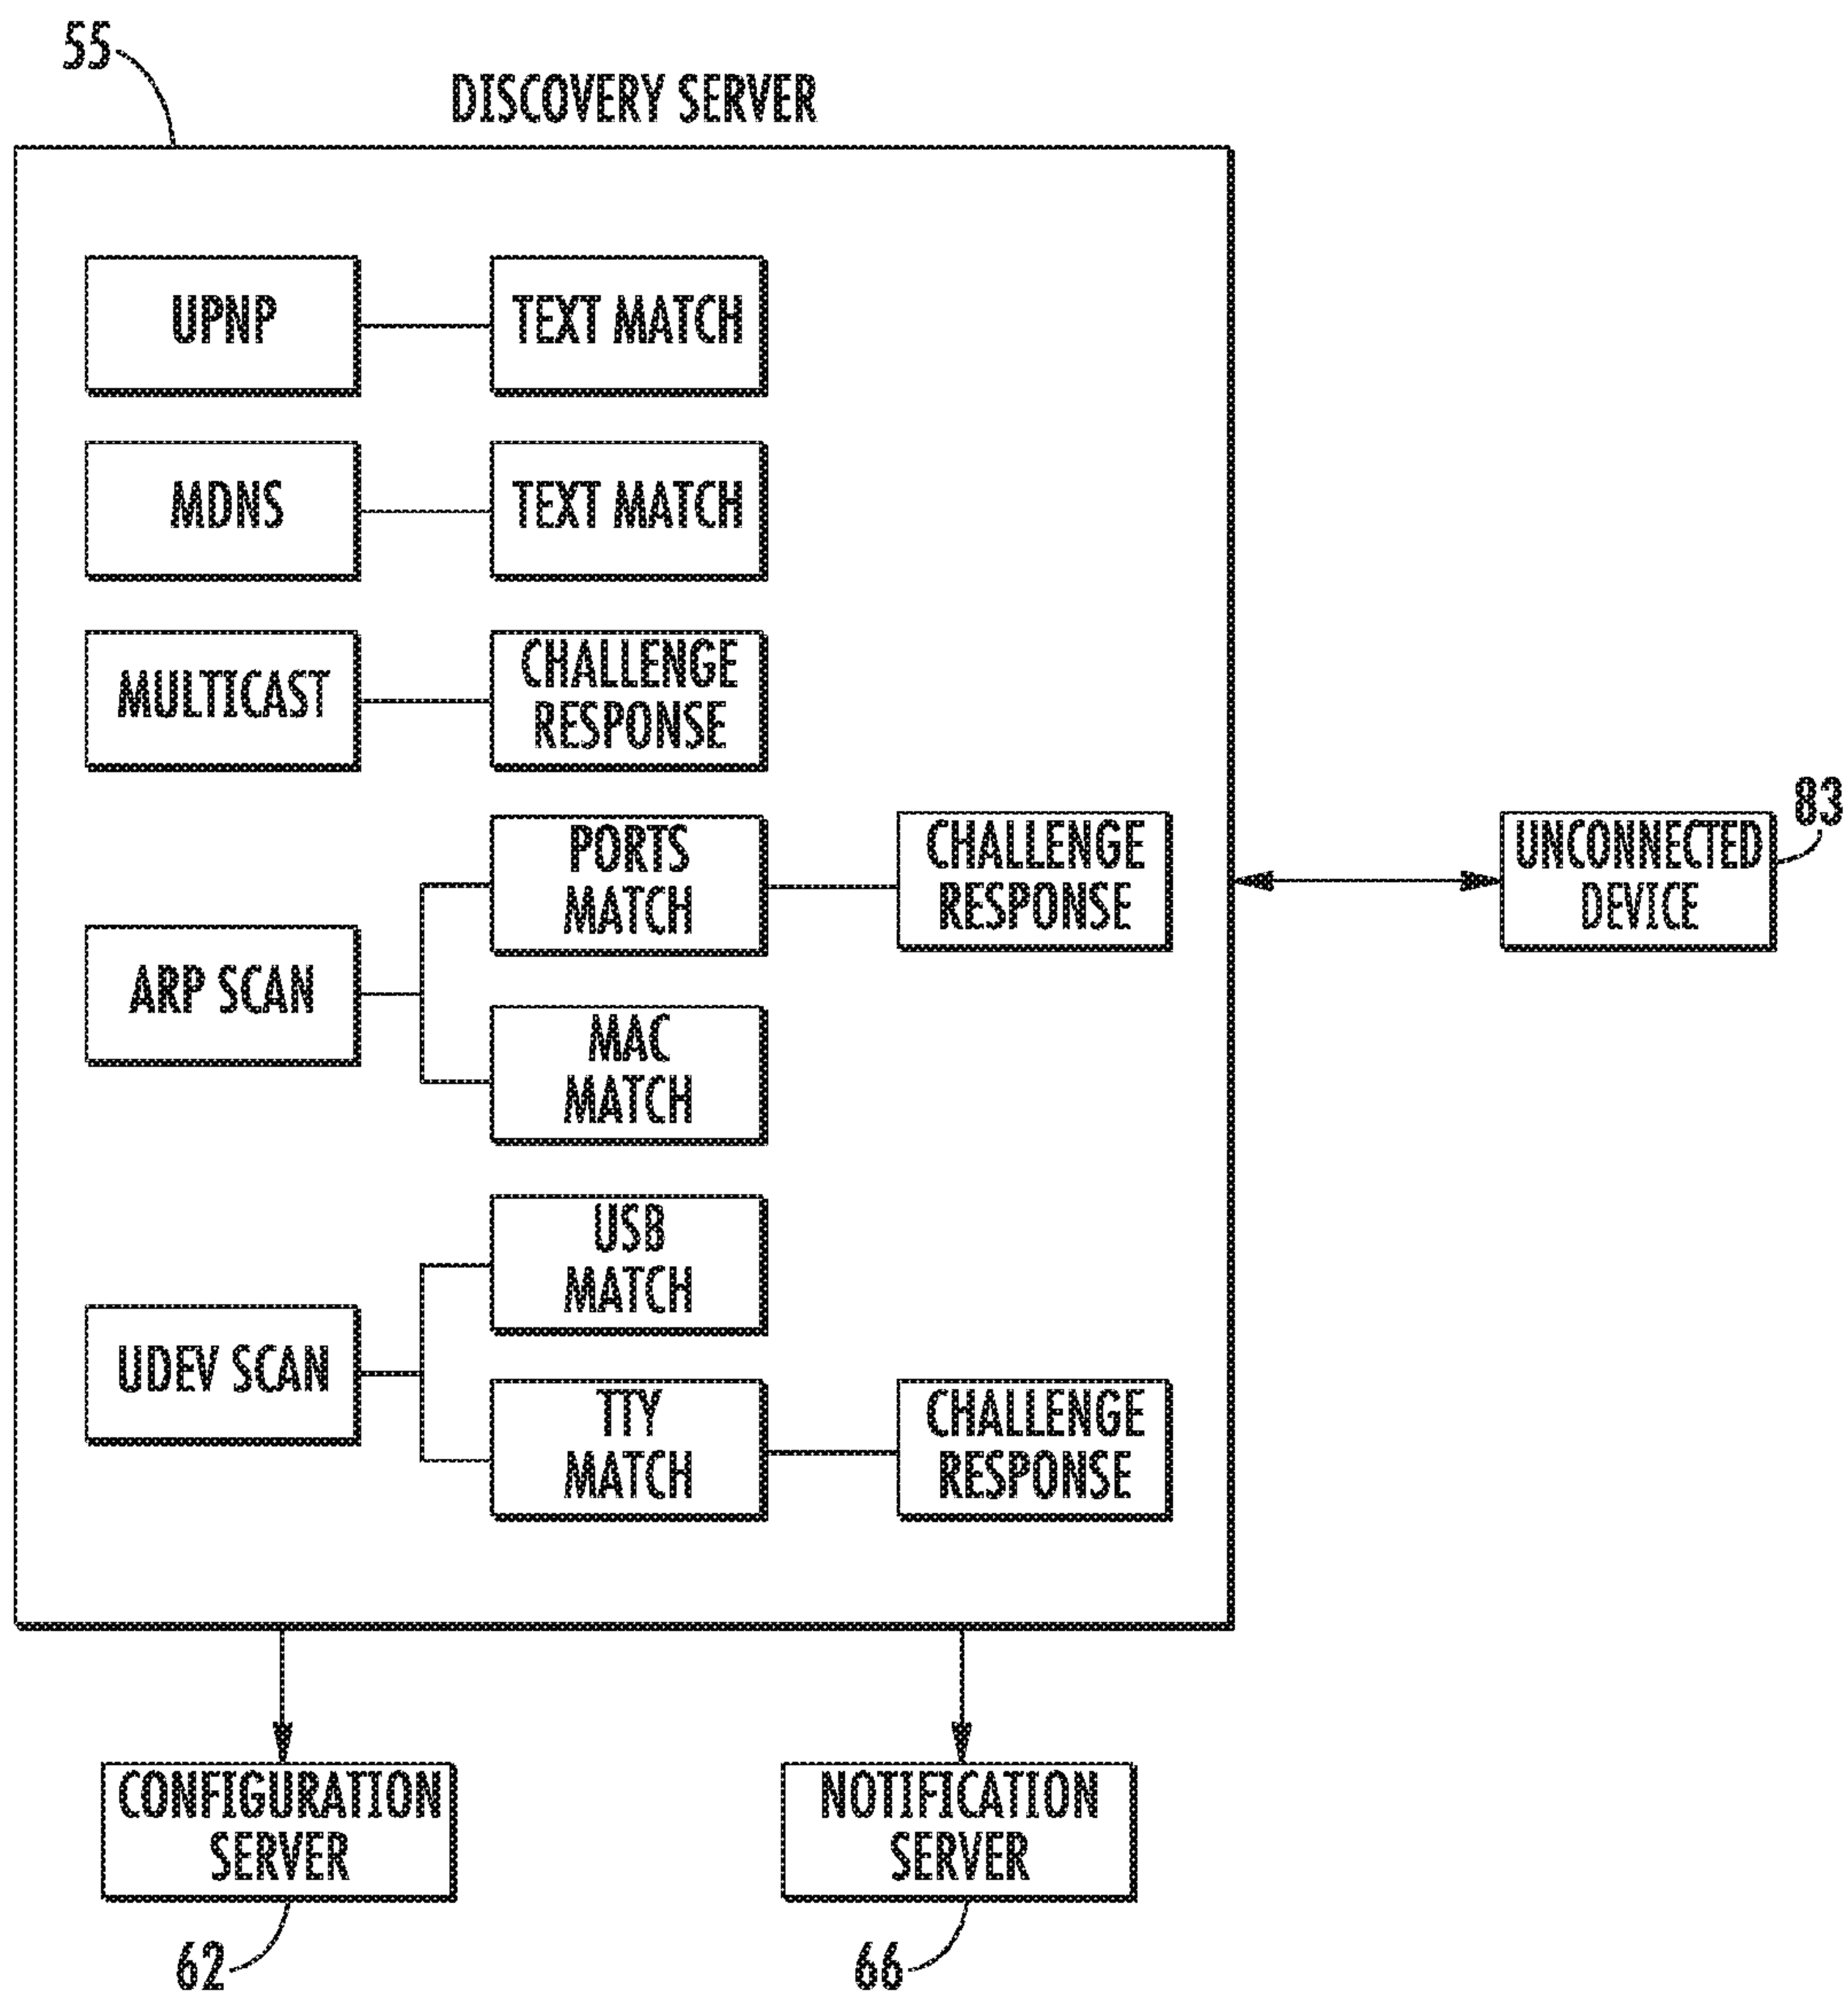 55
DISCOVERY SERVER
UPNP
TEXT MATCH
MDNS
TEXT MATCH
MULTICAST
CHALLENGE
RESPONSE
ARP SCAN
PORTS
MATCH
CHALLENGE
RESPONSE
MAC
MATCH
UDEV SCAN
USB
MATCH
TTY
MATCH
CHALLENGE
RESPONSE
UNCONNECTED
DEVICE
83
CONFIGURATION
SERVER
62
NOTIFICATION
SERVER
66